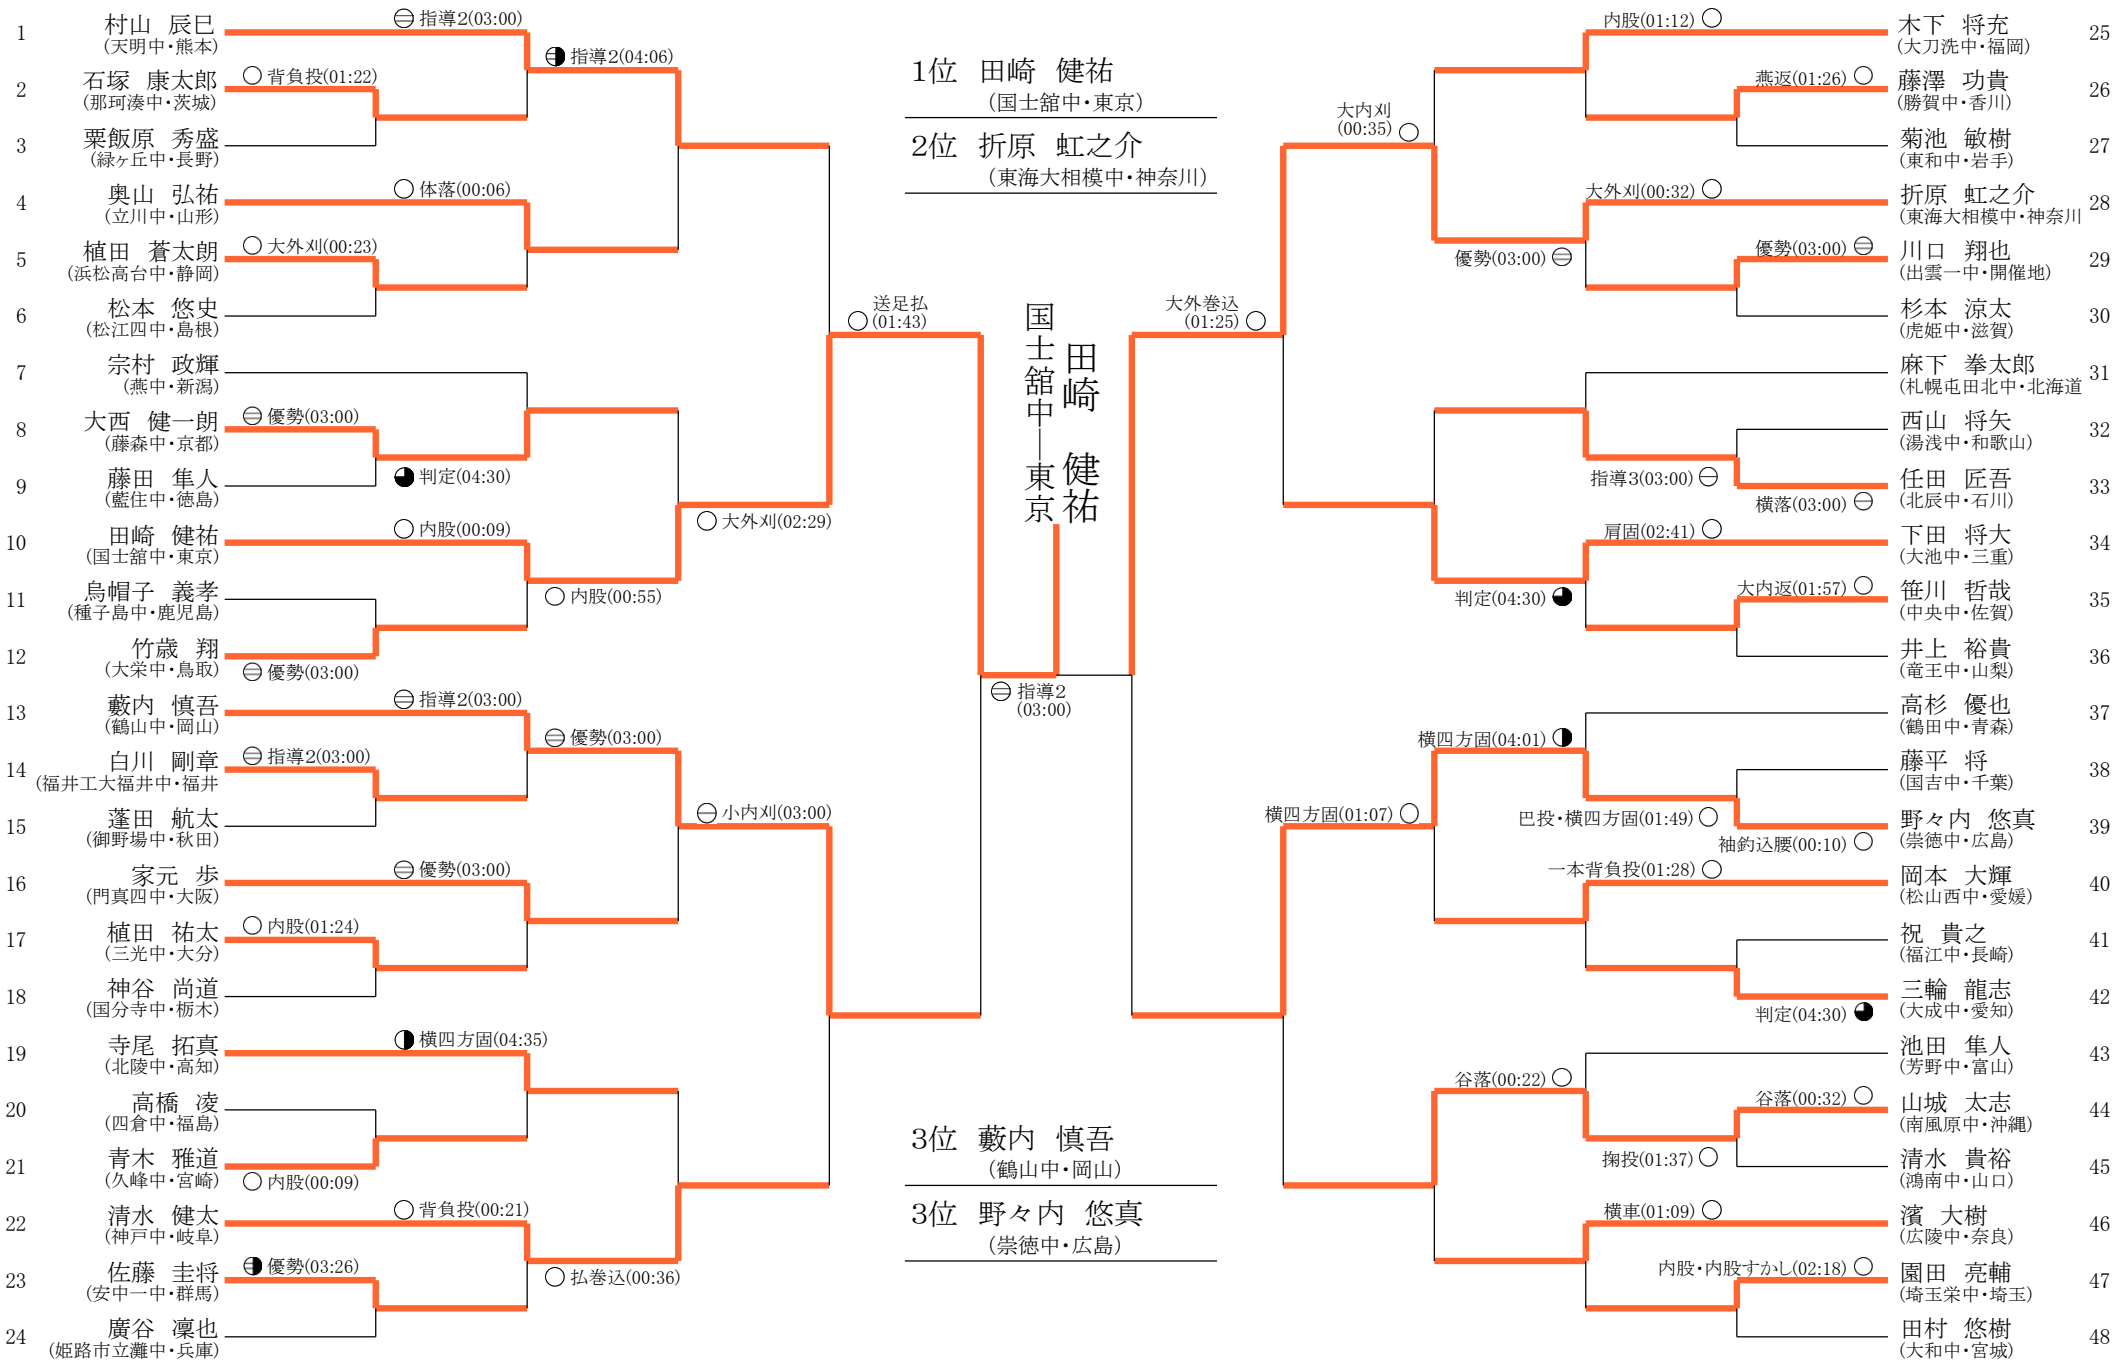 1
村山 辰巳
(天明中・熊本)
指導2(03:00)
指導2(04:06)
2
石塚 康太郎
(那珂湊中・茨城)
背負投(01:22)
3
粟飯原 秀盛
(緑ヶ丘中・長野)
4
奥山 弘祐
(立川中・山形)
体落(00:06)
5
植田 蒼太朗
(浜松高台中・静岡)
大外刈(00:23)
6
松本 悠史
(松江四中・島根)
送足払
(01:43)
7
宗村 政輝
(燕中・新潟)
8
大西 健一朗
(藤森中・京都)
優勢(03:00)
9
藤田 隼人
(藍住中・徳島)
判定(04:30)
大外刈(02:29)
10
田崎 健祐
(国士舘中・東京)
内股(00:09)
11
烏帽子 義孝
(種子島中・鹿児島)
内股(00:55)
12
竹歳 翔
(大栄中・鳥取)
優勢(03:00)
13
藪内 慎吾
(鶴山中・岡山)
指導2(03:00)
優勢(03:00)
14
白川 剛章
(福井工大福井中・福井
指導2(03:00)
15
蓬田 航太
(御野場中・秋田)
小内刈(03:00)
16
家元 歩
(門真四中・大阪)
優勢(03:00)
17
植田 祐太
(三光中・大分)
内股(01:24)
18
神谷 尚道
(国分寺中・栃木)
19
寺尾 拓真
(北陵中・高知)
横四方固(04:35)
20
高橋 凌
(四倉中・福島)
21
青木 雅道
(久峰中・宮崎)
内股(00:09)
22
清水 健太
(神戸中・岐阜)
背負投(00:21)
23
佐藤 圭将
(安中一中・群馬)
優勢(03:26)
払巻込(00:36)
24
廣谷 凜也
(姫路市立灘中・兵庫)
1位 田崎 健祐
(国士舘中・東京)
2位 折原 虹之介
(東海大相模中・神奈川)
田崎 健祐
国士舘中―東京
指導2
(03:00)
3位 藪内 慎吾
(鶴山中・岡山)
3位 野々内 悠真
(崇徳中・広島)
内股(01:12)
木下 将充
(大刀洗中・福岡)
25
燕返(01:26)
藤澤 功貴
(勝賀中・香川)
26
大内刈
(00:35)
菊池 敏樹
(東和中・岩手)
27
大外刈(00:32)
折原 虹之介
(東海大相模中・神奈川
28
優勢(03:00)
優勢(03:00)
川口 翔也
(出雲一中・開催地)
29
大外巻込
(01:25)
杉本 涼太
(虎姫中・滋賀)
30
麻下 拳太郎
(札幌屯田北中・北海道
31
西山 将矢
(湯浅中・和歌山)
32
指導3(03:00)
任田 匠吾
(北辰中・石川)
横落(03:00)
33
肩固(02:41)
下田 将大
(大池中・三重)
34
判定(04:30)
大内返(01:57)
笹川 哲哉
(中央中・佐賀)
35
井上 裕貴
(竜王中・山梨)
36
高杉 優也
(鶴田中・青森)
37
横四方固(04:01)
藤平 将
(国吉中・千葉)
38
横四方固(01:07)
巴投・横四方固(01:49)
野々内 悠真
(崇徳中・広島)
袖釣込腰(00:10)
39
一本背負投(01:28)
岡本 大輝
(松山西中・愛媛)
40
祝 貴之
(福江中・長崎)
41
三輪 龍志
(大成中・愛知)
判定(04:30)
42
池田 隼人
(芳野中・富山)
43
谷落(00:22)
谷落(00:32)
山城 太志
(南風原中・沖縄)
44
掬投(01:37)
清水 貴裕
(鴻南中・山口)
45
横車(01:09)
濱 大樹
(広陵中・奈良)
46
内股・内股すかし(02:18)
園田 亮輔
(埼玉栄中・埼玉)
47
田村 悠樹
(大和中・宮城)
48